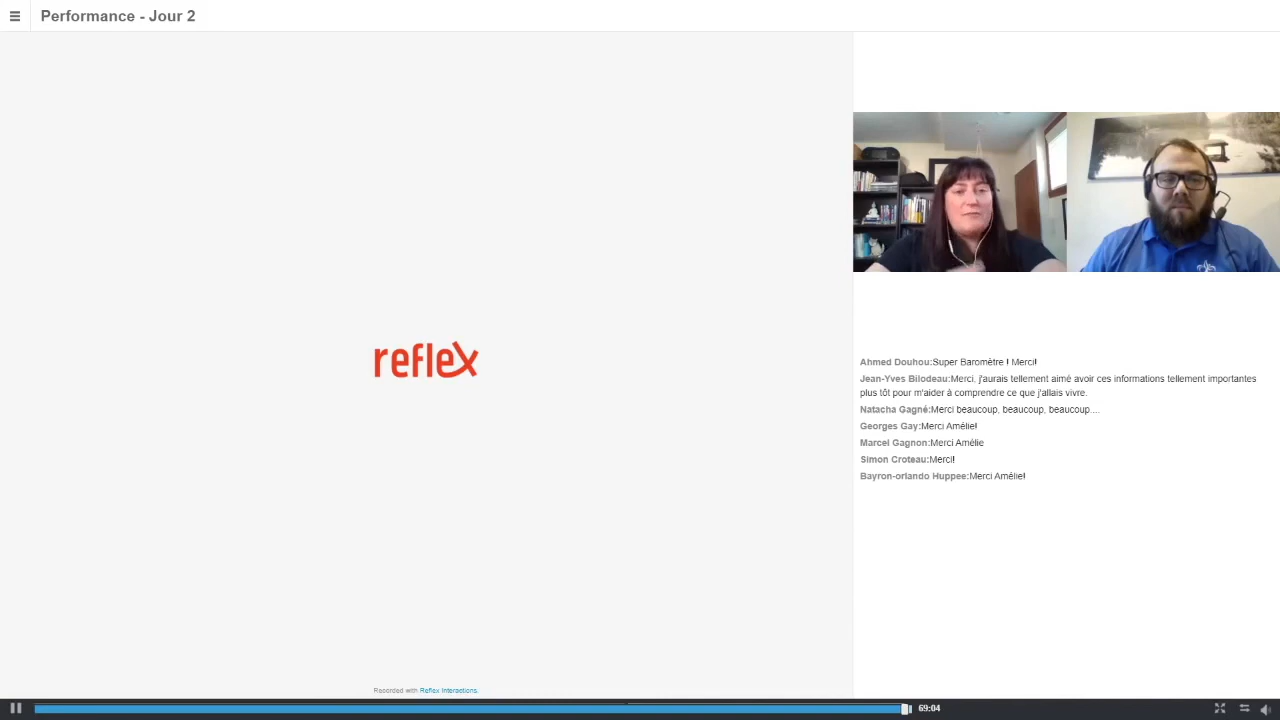 Performance - Jour 2
reflex
Ahmed Douhou:Super Baromètre ! Merci!
Jean-Yves Bilodeau:Merci, j'aurais tellement aimé avoir ces informations tellement importantes
plus tôt pour m'aider à comprendre ce que j'allais vivre.
Natacha Gagné:Merci beaucoup, beaucoup, beaucoup....
Georges Gay:Merci Amélie!
Marcel Gagnon:Merci Amélie
Simon Croteau:Merci!
Bayron-orlando Huppee:Merci Amélie!
Recorded with Reflex Interactions.
69:04